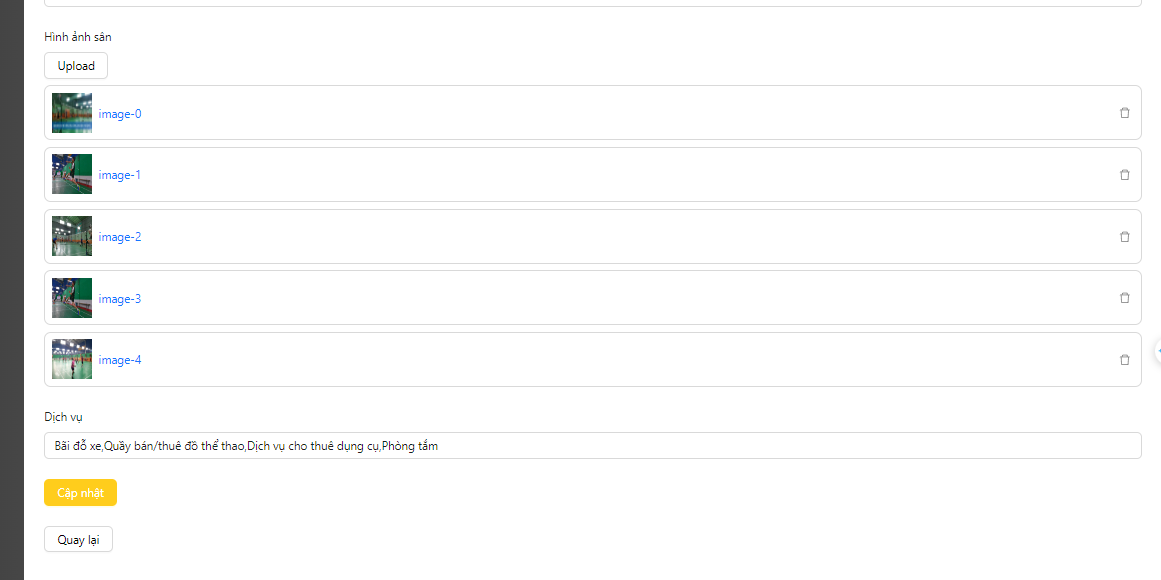 Hình ảnh sân
Upload
image-0
image-1
image-2
image-3
image-4
Dịch vụ
Bãi đỗ xe,Quầy bán/thuê đồ thể thao,Dịch vụ cho thuê dụng cụ,Phòng tắm
Cập nhật
Quay lại